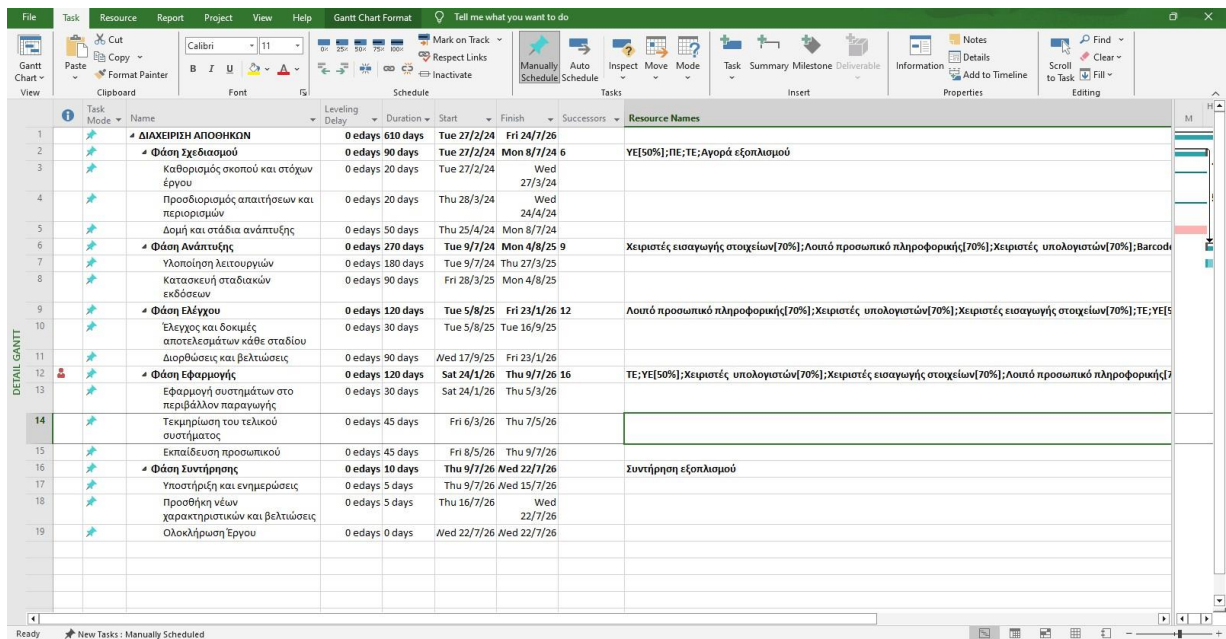 File Task Resource Report Project View Help Gantt Chart Format Tell me what you want to do
Cut
Copy
Format Painter
Paste
Gantt
Chart
Calibri 11
B I U A
0% 25% 50% 75% 100%
Mark on Track
Respect Links
Inactivate
Manually
Schedule
Auto
Schedule
Inspect Move Mode
Task Summary Milestone Deliverable
Information
Notes
Details
Add to Timeline
Scroll
to Task
Find
Clear
Fill
View Clipboard Font Schedule Tasks Insert Properties Editing
Task
Mode Name
Leveling
Delay Duration Start Finish Successors Resource Names M H
1 ΔΙΑΧΕΙΡΙΣΗ ΑΠΟΘΗΚΩΝ 0 edays 610 days Tue 27/2/24 Fri 24/7/26
2 Φάση Σχεδιασμού 0 edays 90 days Tue 27/2/24 Mon 8/7/24 6 ΥΕ[50%];ΠΕ;ΤΕ;Αγορά εξοπλισμού
3 Καθορισμός σκοπού και στόχων 0 edays 20 days Tue 27/2/24 Wed
έργου 27/3/24
4 Προσδιορισμός απαιτήσεων και 0 edays 20 days Thu 28/3/24 Wed
περιορισμών 24/4/24
5 Δομή και στάδια ανάπτυξης 0 edays 50 days Thu 25/4/24 Mon 8/7/24
6 Φάση Ανάπτυξης 0 edays 270 days Tue 9/7/24 Mon 4/8/25 9 Χειριστές εισαγωγής στοιχείων[70%];Λοιπό προσωπικό πληροφορικής[70%];Χειριστές υπολογιστών[70%];Barcode
7 Υλοποίηση λειτουργιών 0 edays 180 days Tue 9/7/24 Thu 27/3/25
8 Κατασκευή σταδιακών 0 edays 90 days Fri 28/3/25 Mon 4/8/25
εκδόσεων
9 Φάση Ελέγχου 0 edays 120 days Tue 5/8/25 Fri 23/1/26 12 Λοιπό προσωπικό πληροφορικής[70%];Χειριστές υπολογιστών[70%];Χειριστές εισαγωγής στοιχείων[70%];ΤΕ;ΥΕ[5
10 Έλεγχος και δοκιμές 0 edays 30 days Tue 5/8/25 Tue 16/9/25
αποτελεσμάτων κάθε σταδίου
11 Διορθώσεις και βελτιώσεις 0 edays 90 days Wed 17/9/25 Fri 23/1/26
12 Φάση Εφαρμογής 0 edays 120 days Sat 24/1/26 Thu 9/7/26 16 ΤΕ;ΥΕ[50%];Χειριστές υπολογιστών[70%];Χειριστές εισαγωγής στοιχείων[70%];Λοιπό προσωπικό πληροφορικής[7
13 Εφαρμογή συστημάτων στο 0 edays 30 days Sat 24/1/26 Thu 5/3/26
περιβάλλον παραγωγής
14 Τεκμηρίωση του τελικού 0 edays 45 days Fri 6/3/26 Thu 7/5/26
συστήματος
15 Εκπαίδευση προσωπικού 0 edays 45 days Fri 8/5/26 Thu 9/7/26
16 Φάση Συντήρησης 0 edays 10 days Thu 9/7/26 Wed 22/7/26 Συντήρηση εξοπλισμού
17 Υποστήριξη και ενημερώσεις 0 edays 5 days Thu 9/7/26 Wed 15/7/26
18 Προσθήκη νέων 0 edays 5 days Thu 16/7/26 Wed
χαρακτηριστικών και βελτιώσεις 22/7/26
19 Ολοκλήρωση Έργου 0 edays 0 days Wed 22/7/26 Wed 22/7/26
DETAIL GANTT
Ready New Tasks : Manually Scheduled